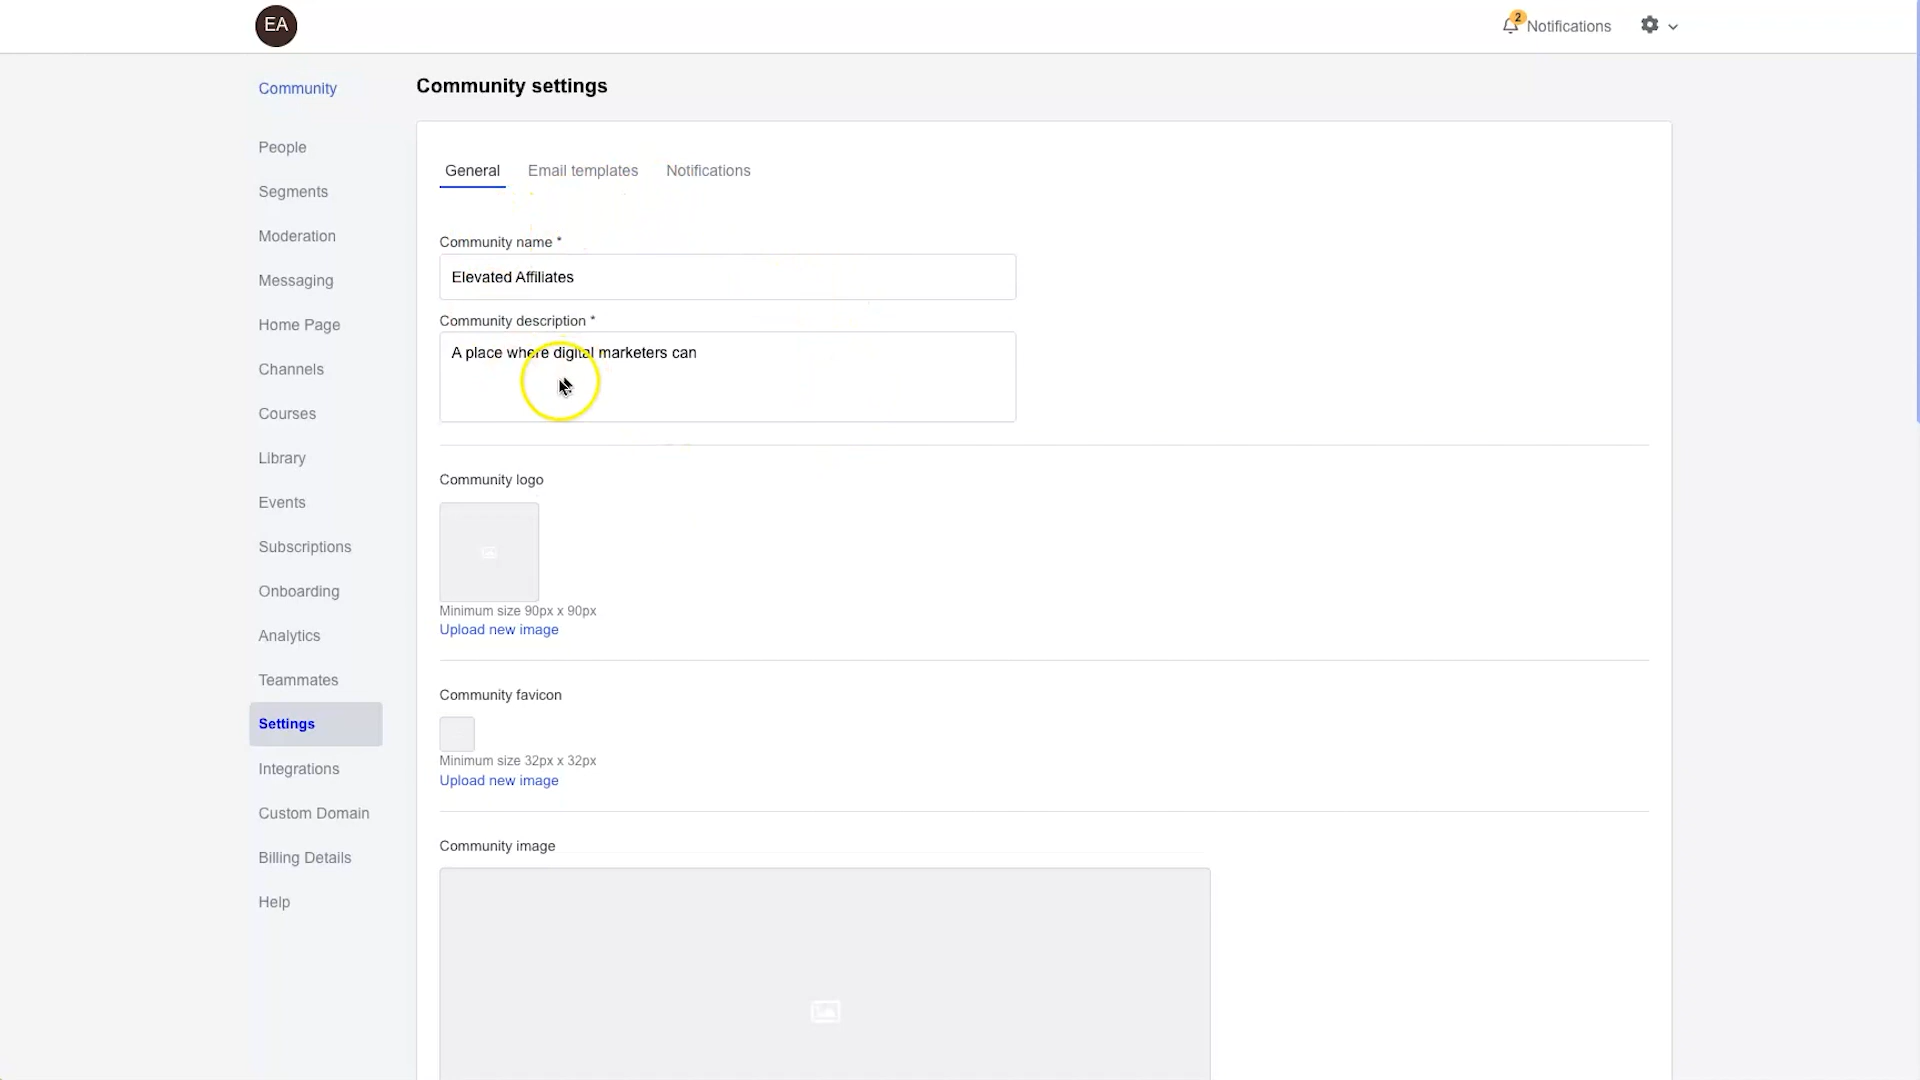 EA
2
Notifications
Community
People
Segments
Moderation
Messaging
Home Page
Channels
Courses
Library
Events
Subscriptions
Onboarding
Analytics
Teammates
Settings
Integrations
Custom Domain
Billing Details
Help
Community settings
General Email templates Notifications
Community name *
Elevated Affiliates
Community description *
A place where digital marketers can
Community logo
Minimum size 90px x 90px
Upload new image
Community favicon
Minimum size 32px x 32px
Upload new image
Community image